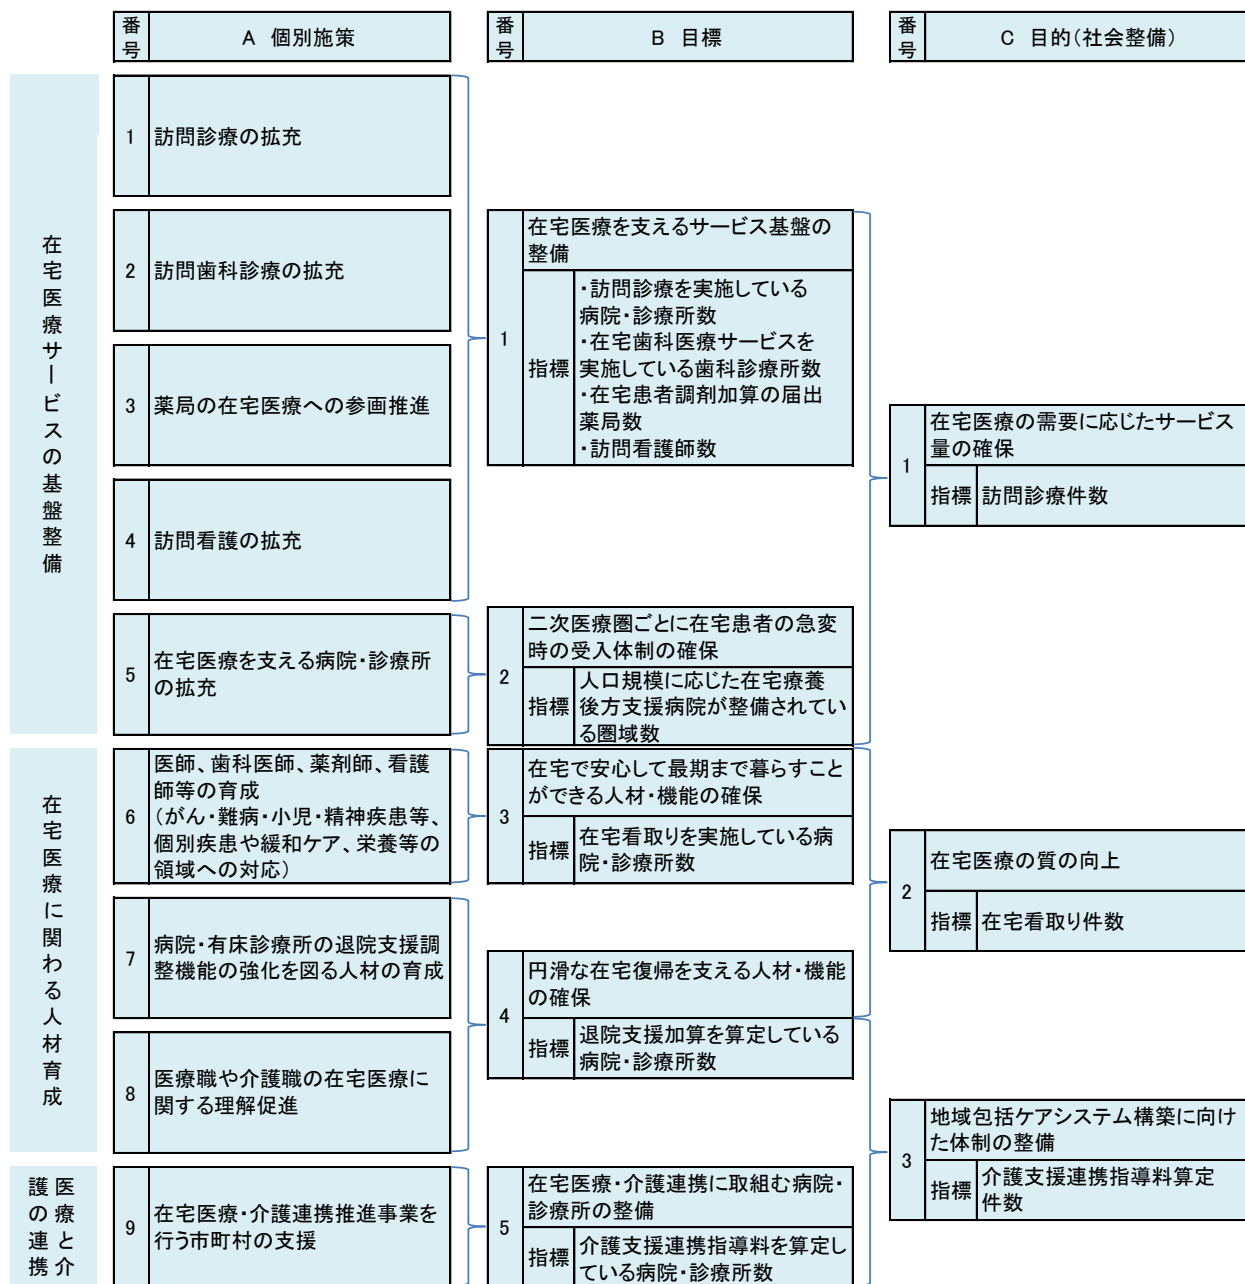 番号
A 個別施策
番号
B 目標
番号
C 目的(社会整備)
在宅医療サービスの基盤整備
1
訪問診療の拡充
2
訪問歯科診療の拡充
3
薬局の在宅医療への参画推進
4
訪問看護の拡充
5
在宅医療を支える病院・診療所
の拡充
在宅医療に関わる人材育成
6
医師、歯科医師、薬剤師、看護
師等の育成
(がん・難病・小児・精神疾患等、
個別疾患や緩和ケア、栄養等の
領域への対応)
7
病院・有床診療所の退院支援調
整機能の強化を図る人材の育成
8
医療職や介護職の在宅医療に
関する理解促進
医療と介
護の連携
9
在宅医療・介護連携推進事業を
行う市町村の支援
1
在宅医療を支えるサービス基盤の
整備
指標
・訪問診療を実施している
病院・診療所数
・在宅歯科医療サービスを
実施している歯科診療所数
・在宅患者調剤加算の届出
薬局数
・訪問看護師数
2
二次医療圏ごとに在宅患者の急変
時の受入体制の確保
指標
人口規模に応じた在宅療養
後方支援病院が整備されてい
る圏域数
3
在宅で安心して最期まで暮らすこと
ができる人材・機能の確保
指標
在宅看取りを実施している病
院・診療所数
4
円滑な在宅復帰を支える人材・機能
の確保
指標
退院支援加算を算定している
病院・診療所数
5
在宅医療・介護連携に取組む病院・
診療所の整備
指標
介護支援連携指導料を算定し
ている病院・診療所数
1
在宅医療の需要に応じたサービス
量の確保
指標
訪問診療件数
2
在宅医療の質の向上
指標
在宅看取り件数
3
地域包括ケアシステム構築に向け
た体制の整備
指標
介護支援連携指導料算定
件数